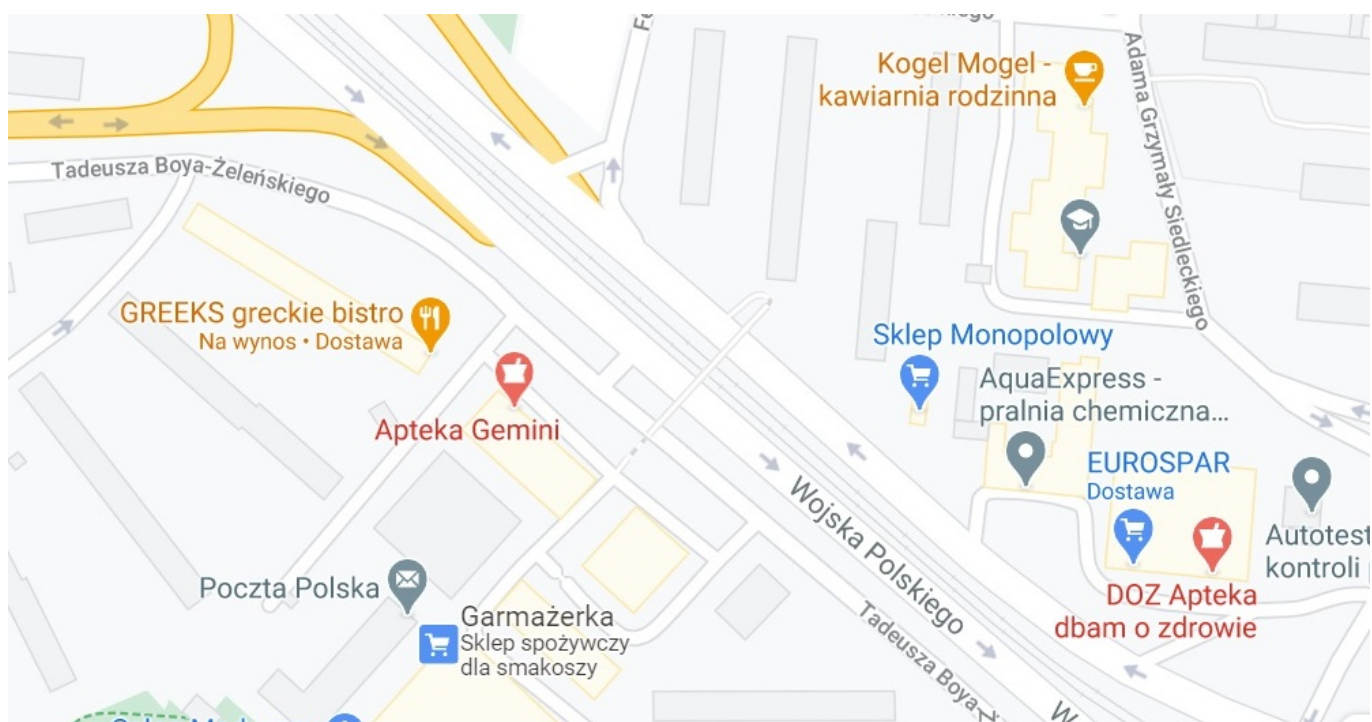 Kogel Mogel -
kawiarnia rodzinna
Adama Grzymały Siedleckiego
Tadeusza Boya-Żeleńskiego
GREEKS greckie bistro
Na wynos • Dostawa
Sklep Monopolowy
AquaExpress -
pralnia chemiczna...
Apteka Gemini
EUROSPAR
Dostawa
Wojska Polskiego
Autotest
kontroli
Poczta Polska
DOZ Apteka
dbam o zdrowie
Garmażerka
Sklep spożywczy
dla smakoszy
Tadeusza Boya-